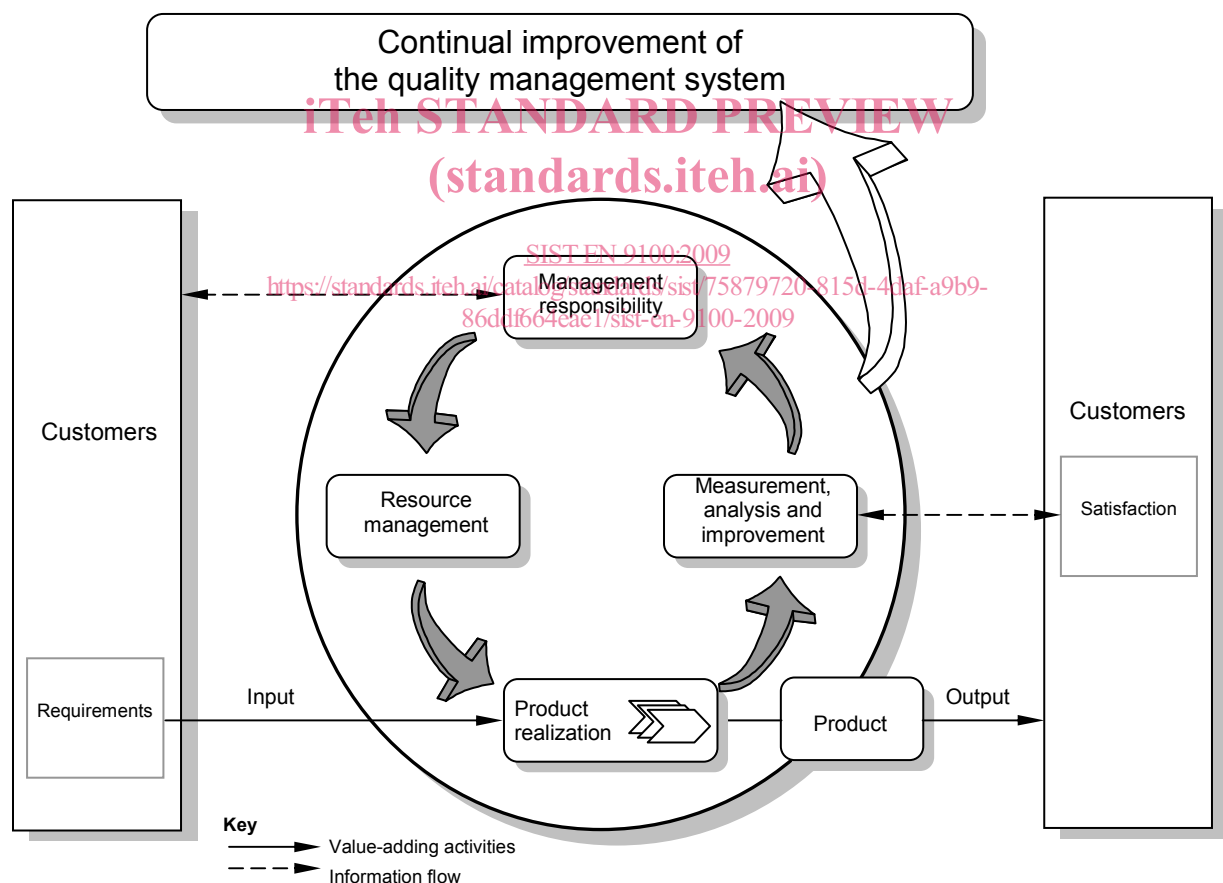 Continual improvement of
the quality management system
iTeh STANDARD PREVIEW
(standards.iteh.ai)
SIST EN 9100:2009
https://standards.iteh.ai/catalog/standards/sist/75879720-815d-4daf-a9b9-
86ddf664eae1/sist-en-9100-2009
Management
responsibility
Customers
Customers
Resource
management
Measurement,
analysis and
improvement
Satisfaction
Requirements
Input
Product
realization
Product
Output
Key
Value-adding activities
Information flow